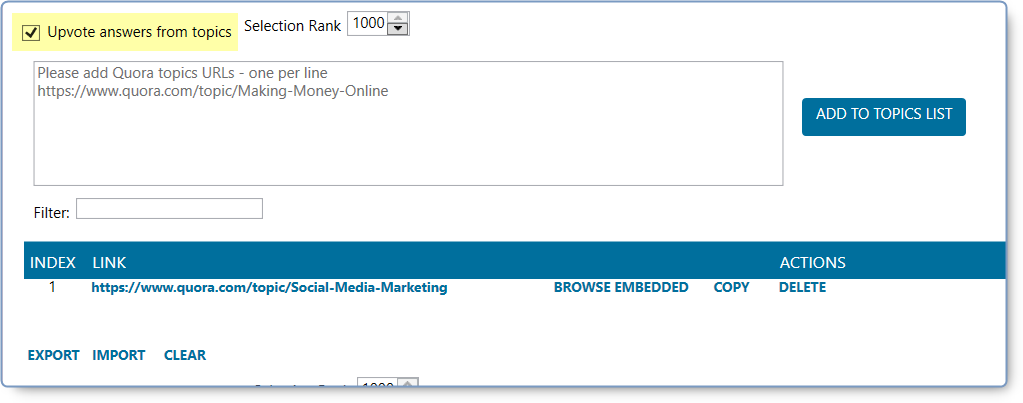 Upvote answers from topics Selection Rank 1000
Please add Quora topics URLs - one per line
https://www.quora.com/topic/Making-Money-Online
ADD TO TOPICS LIST
Filter:
INDEX LINK ACTIONS
1 https://www.quora.com/topic/Social-Media-Marketing BROWSE EMBEDDED COPY DELETE
EXPORT IMPORT CLEAR